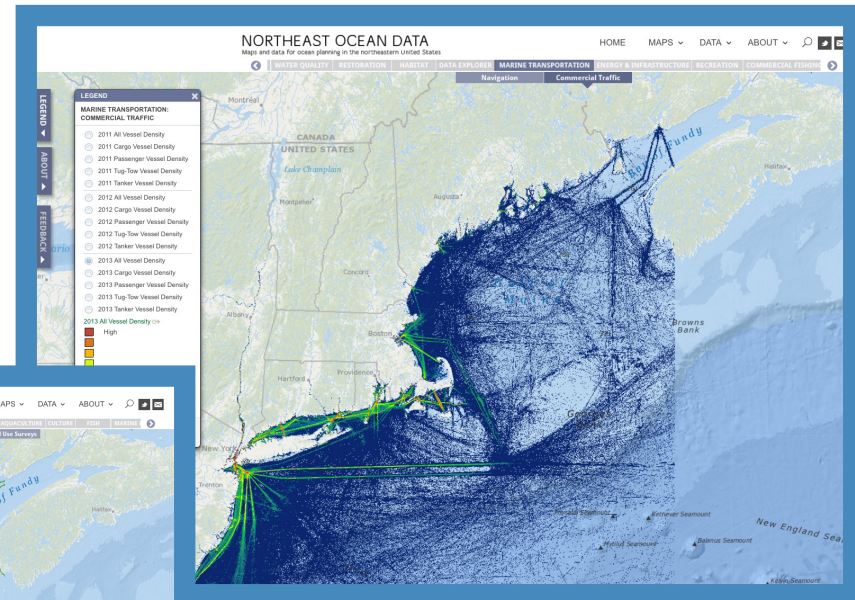 NORTHEAST OCEAN DATA
Maps and data for ocean planning in the northeastern United States
HOME MAPS DATA ABOUT
WATER QUALITY RESTORATION HABITAT DATA EXPLORER MARINE TRANSPORTATION ENERGY & INFRASTRUCTURE RECREATION COMMERCIAL FISHING
Navigation Commercial Traffic
LEGEND
ABOUT
FEEDBACK
LEGEND
MARINE TRANSPORTATION:
COMMERCIAL TRAFFIC
2011 All Vessel Density
2011 Cargo Vessel Density
2011 Passenger Vessel Density
2011 Tug-Tow Vessel Density
2011 Tanker Vessel Density
2012 All Vessel Density
2012 Cargo Vessel Density
2012 Passenger Vessel Density
2012 Tug-Tow Vessel Density
2012 Tanker Vessel Density
2013 All Vessel Density
2013 Cargo Vessel Density
2013 Passenger Vessel Density
2013 Tug-Tow Vessel Density
2013 Tanker Vessel Density
2013 All Vessel Density
High
Montréal
CANADA
UNITED STATES
Lake Champlain
Montpelier
Augusta
Bay of Fundy
Halifax
Concord
Albany
Boston
Browns
Bank
Hartford
Providence
New York
Trenton
Kelvin Seamount
Balanus Seamount
Mytilus Seamount
New England Sea
MAPS DATA ABOUT
AQUACULTURE CULTURE FISH MARINE
Use Surveys
of Fundy
Halifax